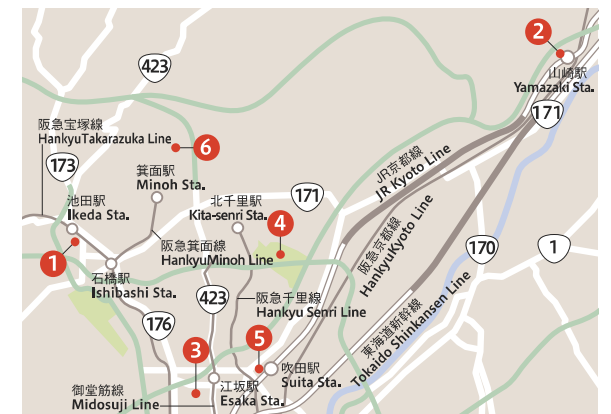 2
山崎駅
Yamazaki Sta.
423
171
阪急宝塚線
HankyuTakarazuka Line
6
173
箕面駅
Minoh Sta.
JR京都線
JR Kyoto Line
池田駅
Ikeda Sta.
北千里駅
Kita-senri Sta.
171
4
阪急京都線
HankyuKyoto Line
1
阪急箕面線
HankyuMinoh Line
170
1
石橋駅
Ishibashi Sta.
423
阪急千里線
Hankyu Senri Line
176
東海道新幹線
Tokaido Shinkansen Line
3
5
吹田駅
Suita Sta.
御堂筋線
Midosuji Line
江坂駅
Esaka Sta.